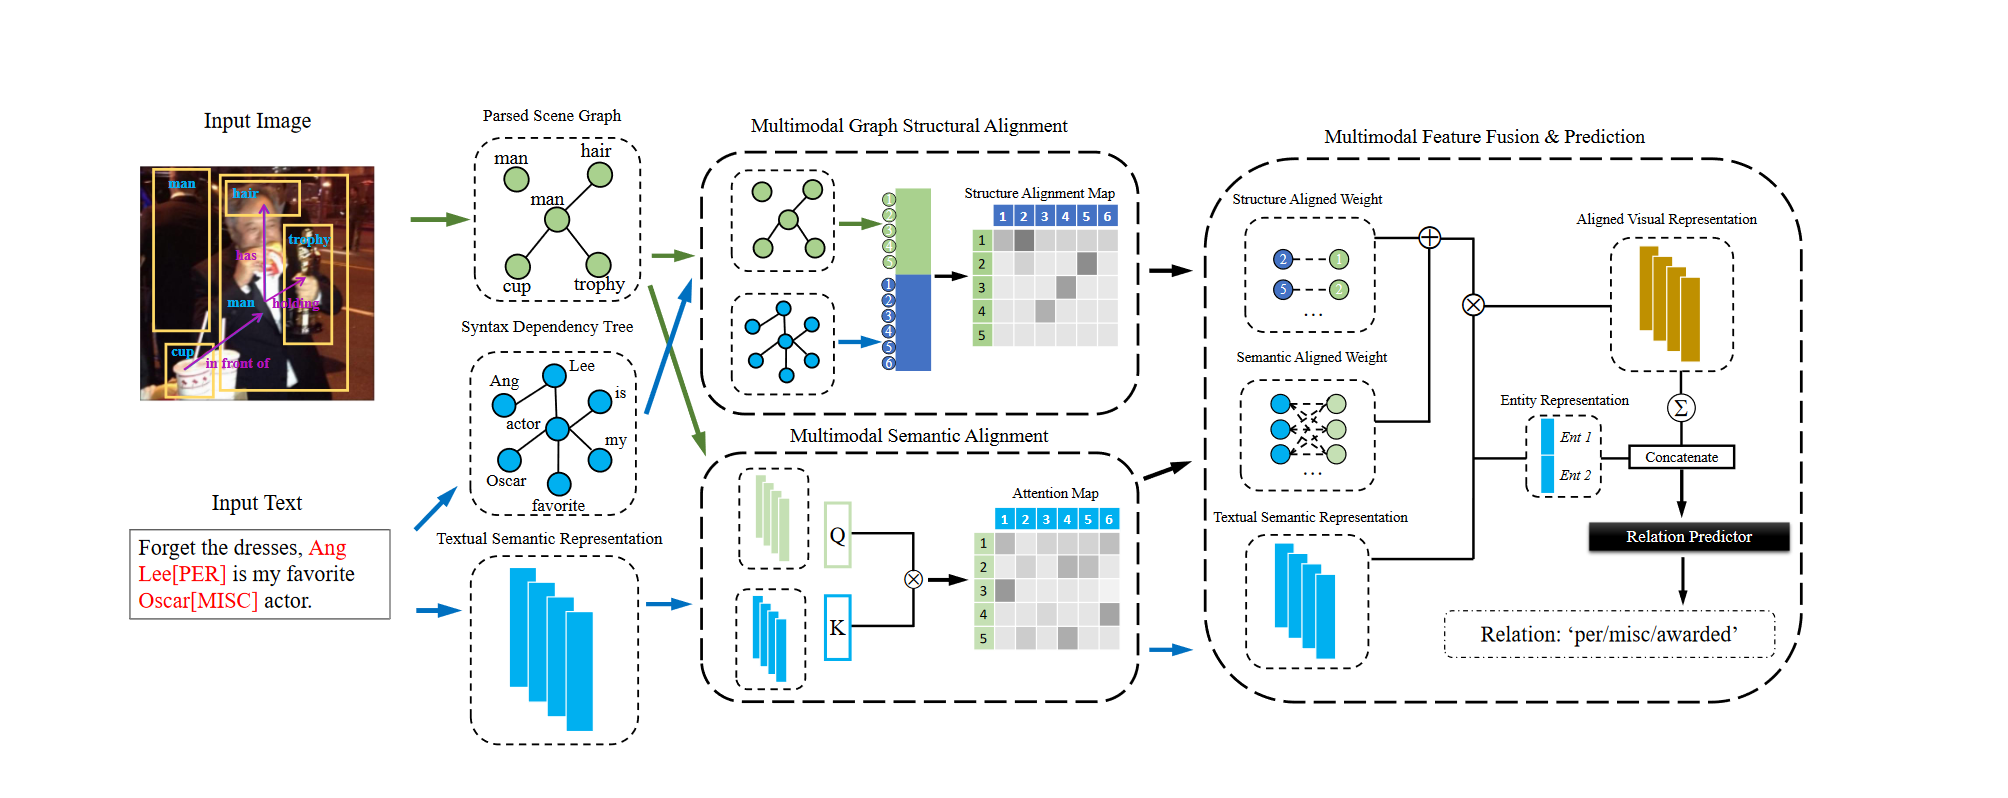 Input Image
man
hair
trophy
has
man
holding
cup
in front of
Input Text
Forget the dresses, Ang
Lee[PER] is my favorite
Oscar[MISC] actor.
Parsed Scene Graph
man
hair
man
cup
trophy
Syntax Dependency Tree
Ang
Lee
is
actor
my
Oscar
favorite
Textual Semantic Representation
Multimodal Graph Structural Alignment
1
2
3
4
5
1
2
3
4
5
6
Structure Alignment Map
1 2 3 4 5 6
1
2
3
4
5
Multimodal Semantic Alignment
Q
K
Attention Map
1 2 3 4 5 6
1
2
3
4
5
Multimodal Feature Fusion & Prediction
Structure Aligned Weight
2 1
5 2
...
Semantic Aligned Weight
...
Textual Semantic Representation
Aligned Visual Representation
Σ
Entity Representation
Ent 1
Ent 2
Concatenate
Relation Predictor
Relation: ‘per/misc/awarded’